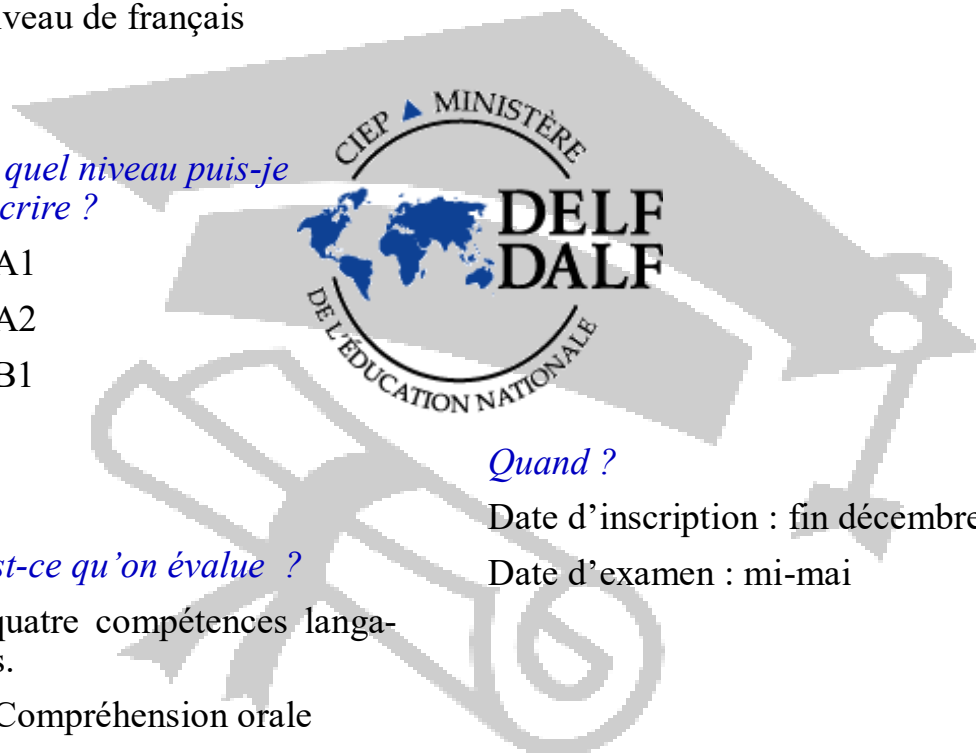 iveau de français
quel niveau puis-je
crire ?
A1
A2
B1
CIEP MINISTÈRE
DELF
DALF
DE L'ÉDUCATION NATIONALE
st-ce qu'on évalue ?
quatre compétences langa-
s.
Compréhension orale
Quand ?
Date d'inscription : fin décembre
Date d'examen : mi-mai